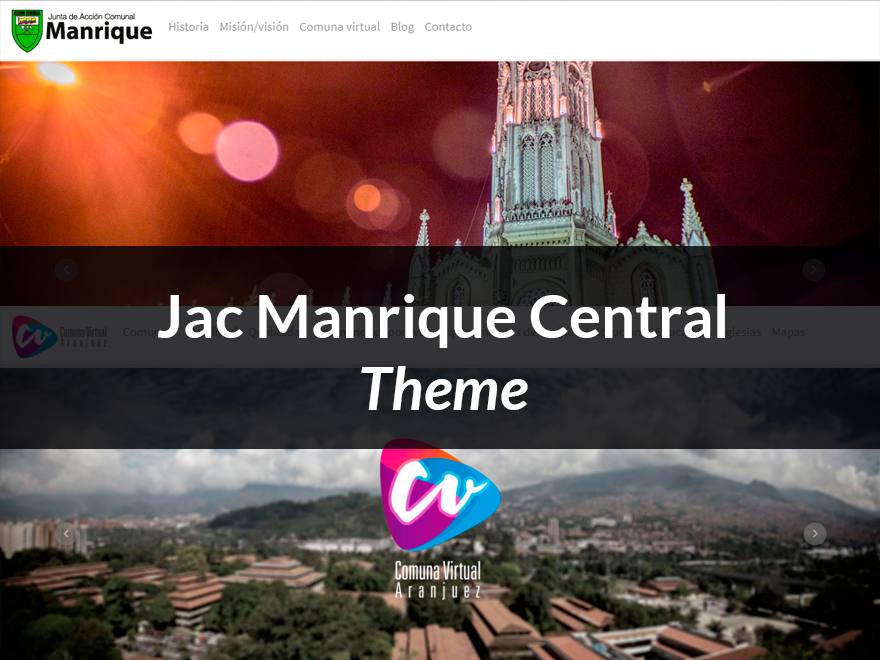 Junta de Acción Comunal
Manrique
Historia Misión/visión Comuna virtual Blog Contacto
Jac Manrique Central
Theme
Comuna Virtual
Aranjuez
Iglesias Mapas
cv
Comuna Virtual
Aranjuez